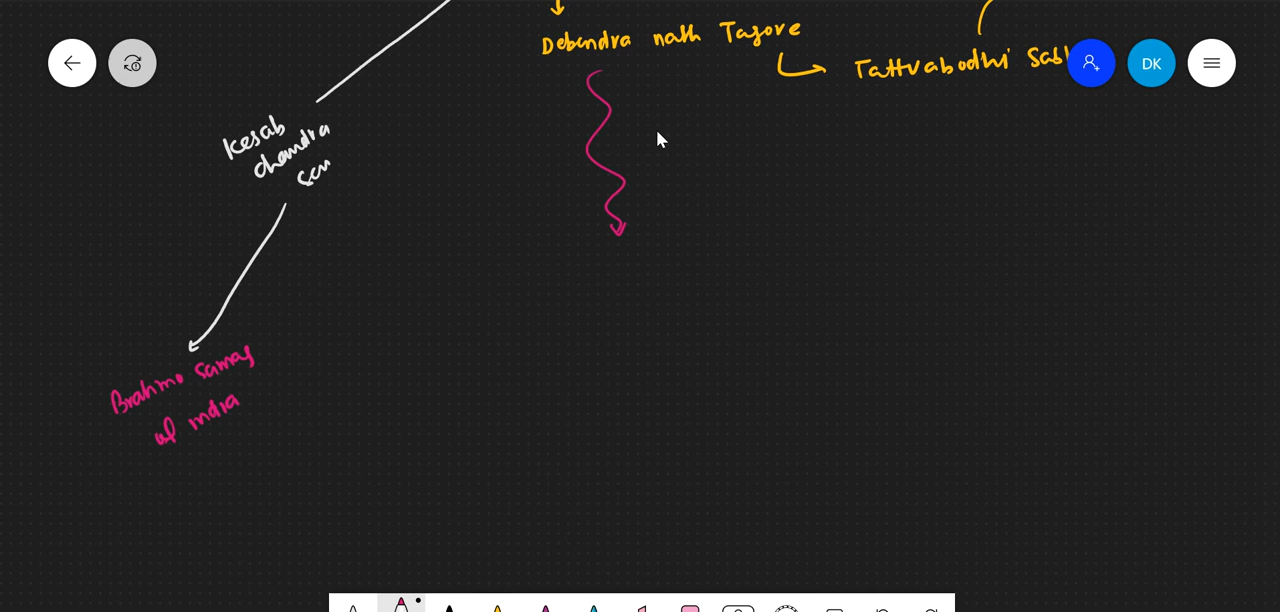 Debendra nath Tagore
Tattvabodhi Sab
DK
Kesab
chandra
sen
Brahmo Samaj
of india